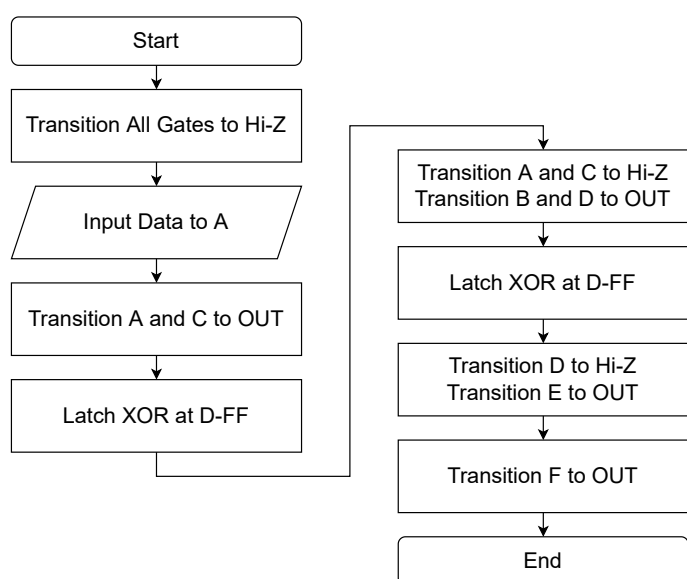 Start
Transition All Gates to Hi-Z
Input Data to A
Transition A and C to OUT
Latch XOR at D-FF
Transition A and C to Hi-Z
Transition B and D to OUT
Latch XOR at D-FF
Transition D to Hi-Z
Transition E to OUT
Transition F to OUT
End